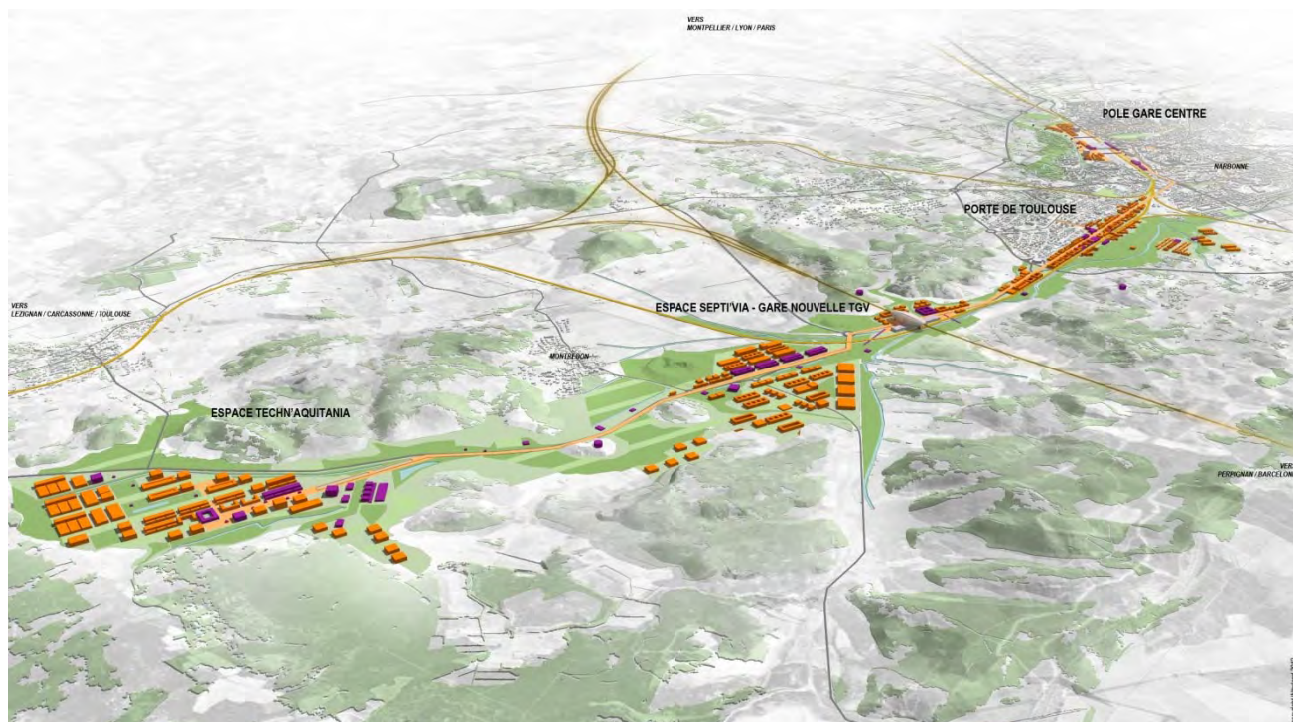 VERS
MONTPELLIER / LYON / PARIS
POLE GARE CENTRE
NARBONNE
PORTE DE TOULOUSE
VERS
LEZIGNAN / CARCASSONNE / TOULOUSE
ESPACE SEPTI'VIA - GARE NOUVELLE TGV
MONTREDON
ESPACE TECHN'AQUITANIA
VERS
PERPIGNAN / BARCELON